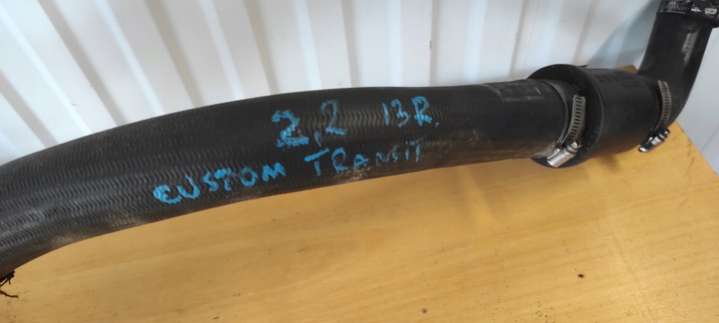 2,2 13R.
CUSTOM TRANSIT